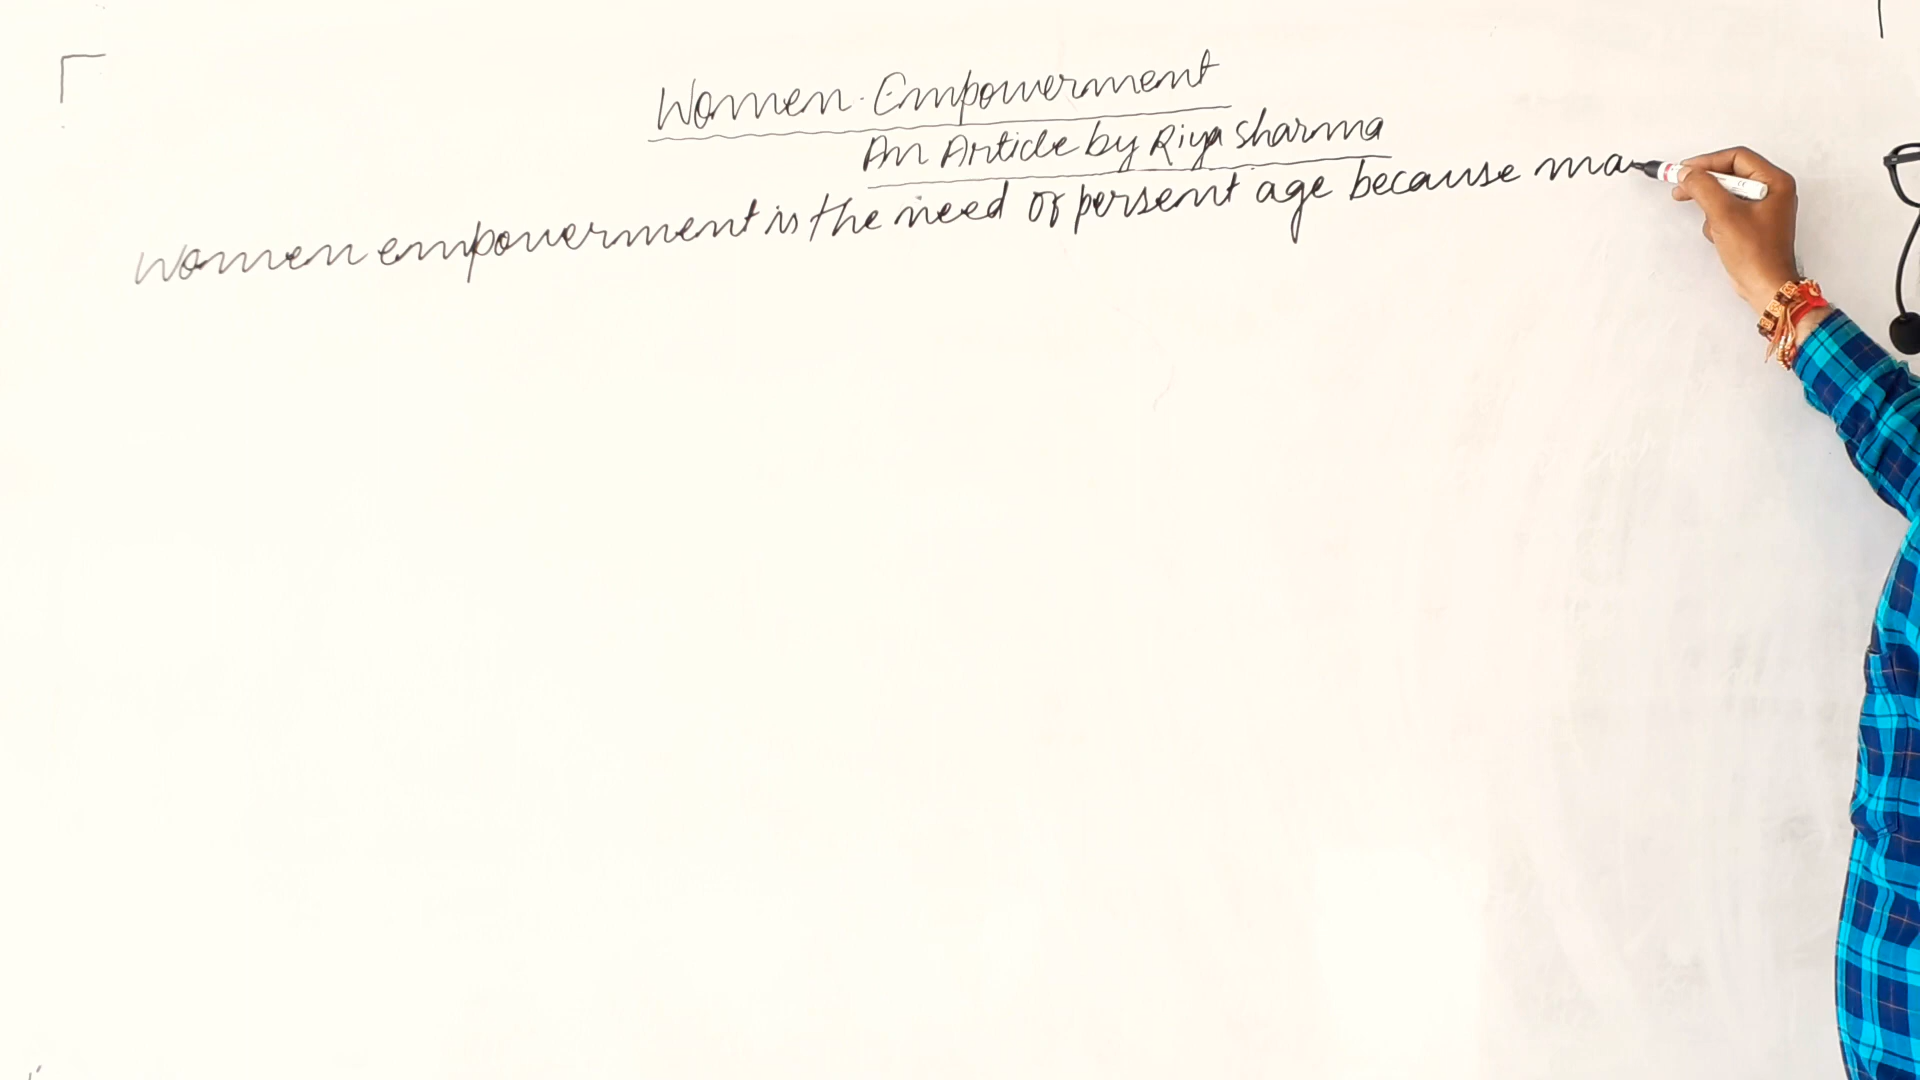 Women Empowerment
An Article by Riya Sharma
Women empowerment is the need of persent age because ma